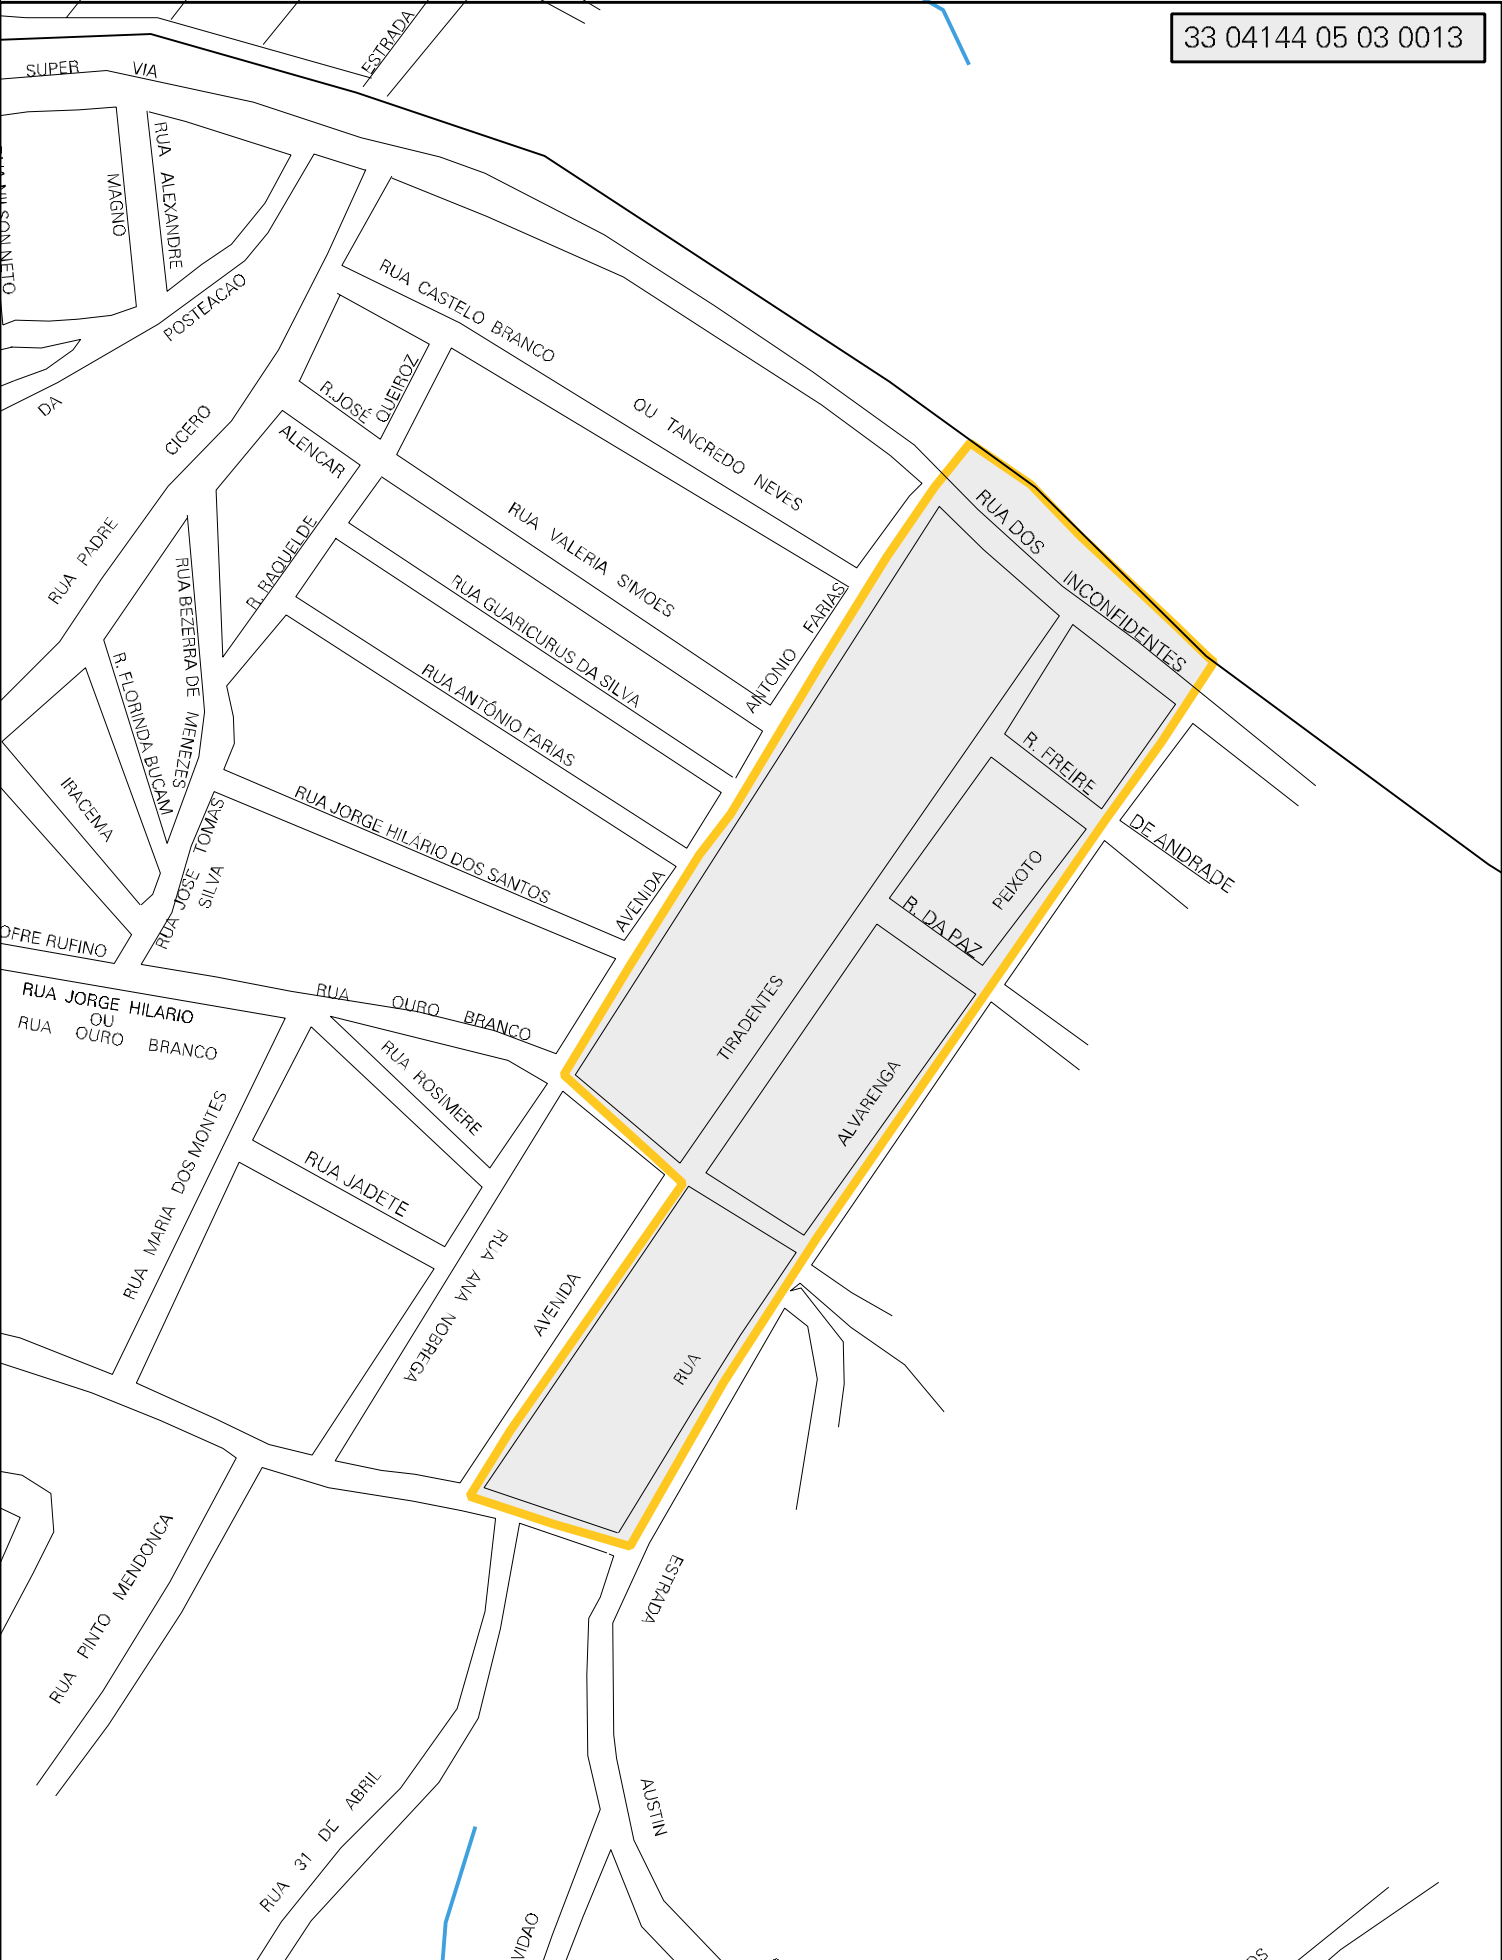 33 04144 05 03 0013
ESTRADA
SUPER VIA
RUA ALEXANDRE
MAGNO
NILSON NETO
POSTEACAO
DA
RUA CASTELO BRANCO
OU TANCREDO NEVES
R.JOSÉ
QUEIROZ
CICERO
ALENCAR
RUA PADRE
R. RAQUELDE
RUA VALERIA SIMOES
RUA DOS INCONFIDENTES
RUA BEZERRA DE MENEZES
RUA GUARICURUS DA SILVA
ANTONIO FARIAS
R. FLORINDA BUCAM
RUA ANTÓNIO FARIAS
IRACEMA
RUA JORGE HILÁRIO DOS SANTOS
R. FREIRE
DE ANDRADE
RUA JOSE TOMAS
SILVA
PEIXOTO
AVENIDA
R. DA PAZ
OFRE RUFINO
RUA JORGE HILARIO
OU
RUA OURO BRANCO
RUA OURO BRANCO
TIRADENTES
RUA ROSIMERE
ALVARENGA
RUA MARIA DOS MONTES
RUA JADETE
RUA ANA NOBREGA
AVENIDA
RUA
RUA PINTO MENDONCA
ESTRADA
RUA 31 DE ABRIL
AUSTIN
VIDAO
OS